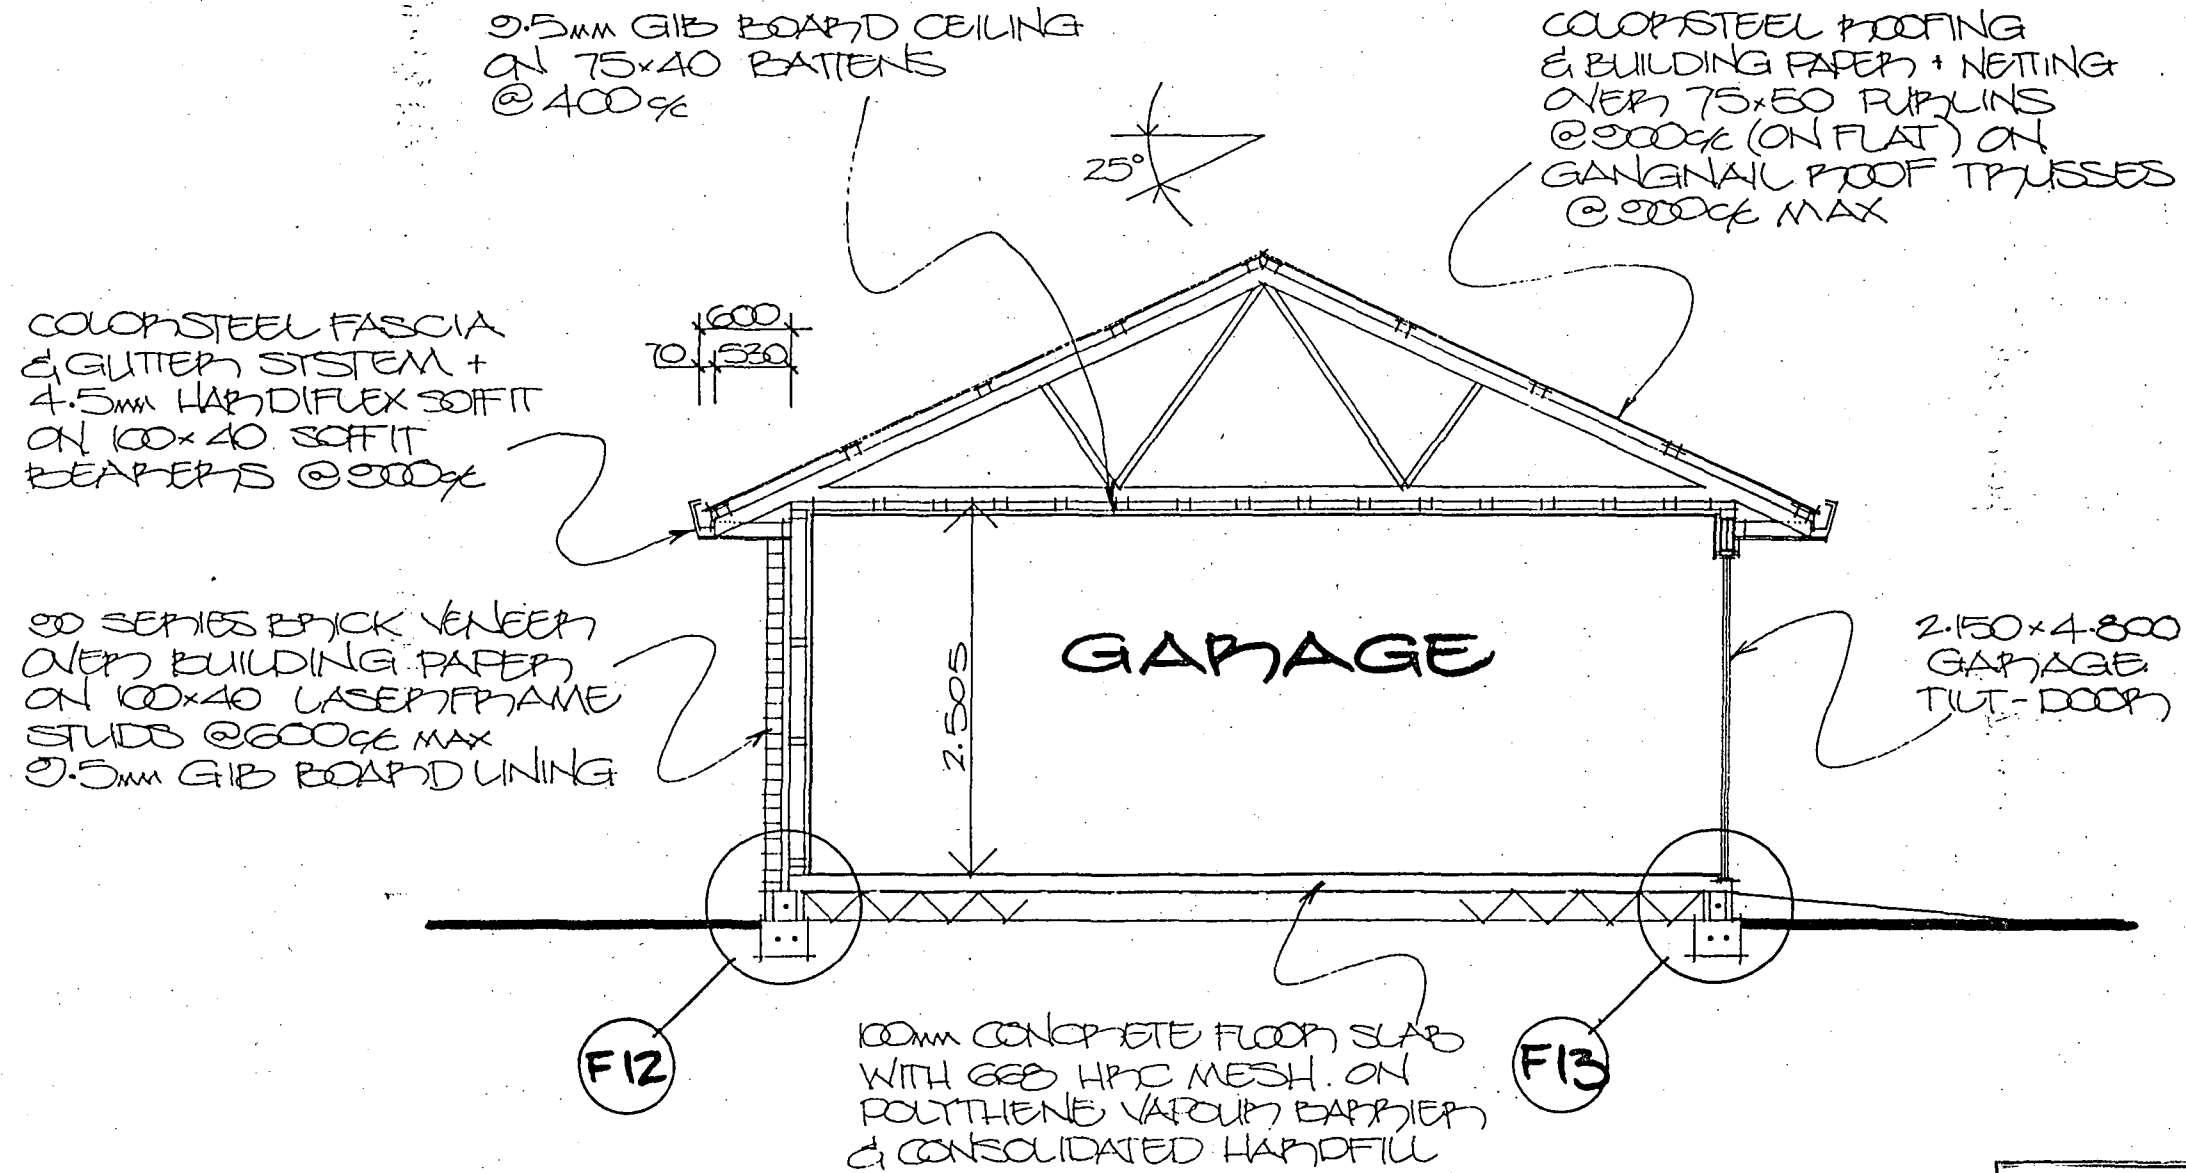 9.5mm GIB BOARD CEILING
ON 75×40 BATTENS
@ 400 c/c
COLORSTEEL ROOFING
& BUILDING PAPER + NETTING
OVER 75×50 PURLINS
@ 900 c/c (ON FLAT) ON
GANGNAIL ROOF TRUSSES
@ 900 c/c MAX
25°
COLORSTEEL FASCIA
& GUTTER SYSTEM +
4.5mm HARDIFLEX SOFFIT
ON 100×40 SOFFIT
BEARERS @ 900 c/c
600
70 530
90 SERIES BRICK VENEER
OVER BUILDING PAPER
ON 100×40 LASERFRAME
STUDS @ 600 c/c MAX
9.5mm GIB BOARD LINING
2.505
GARAGE
2.150 × 4.800
GARAGE
TILT-DOOR
F12
100mm CONCRETE FLOOR SLAB
WITH 668 HRC MESH. ON
POLYTHENE VAPOUR BARRIER
& CONSOLIDATED HARDFILL
F13